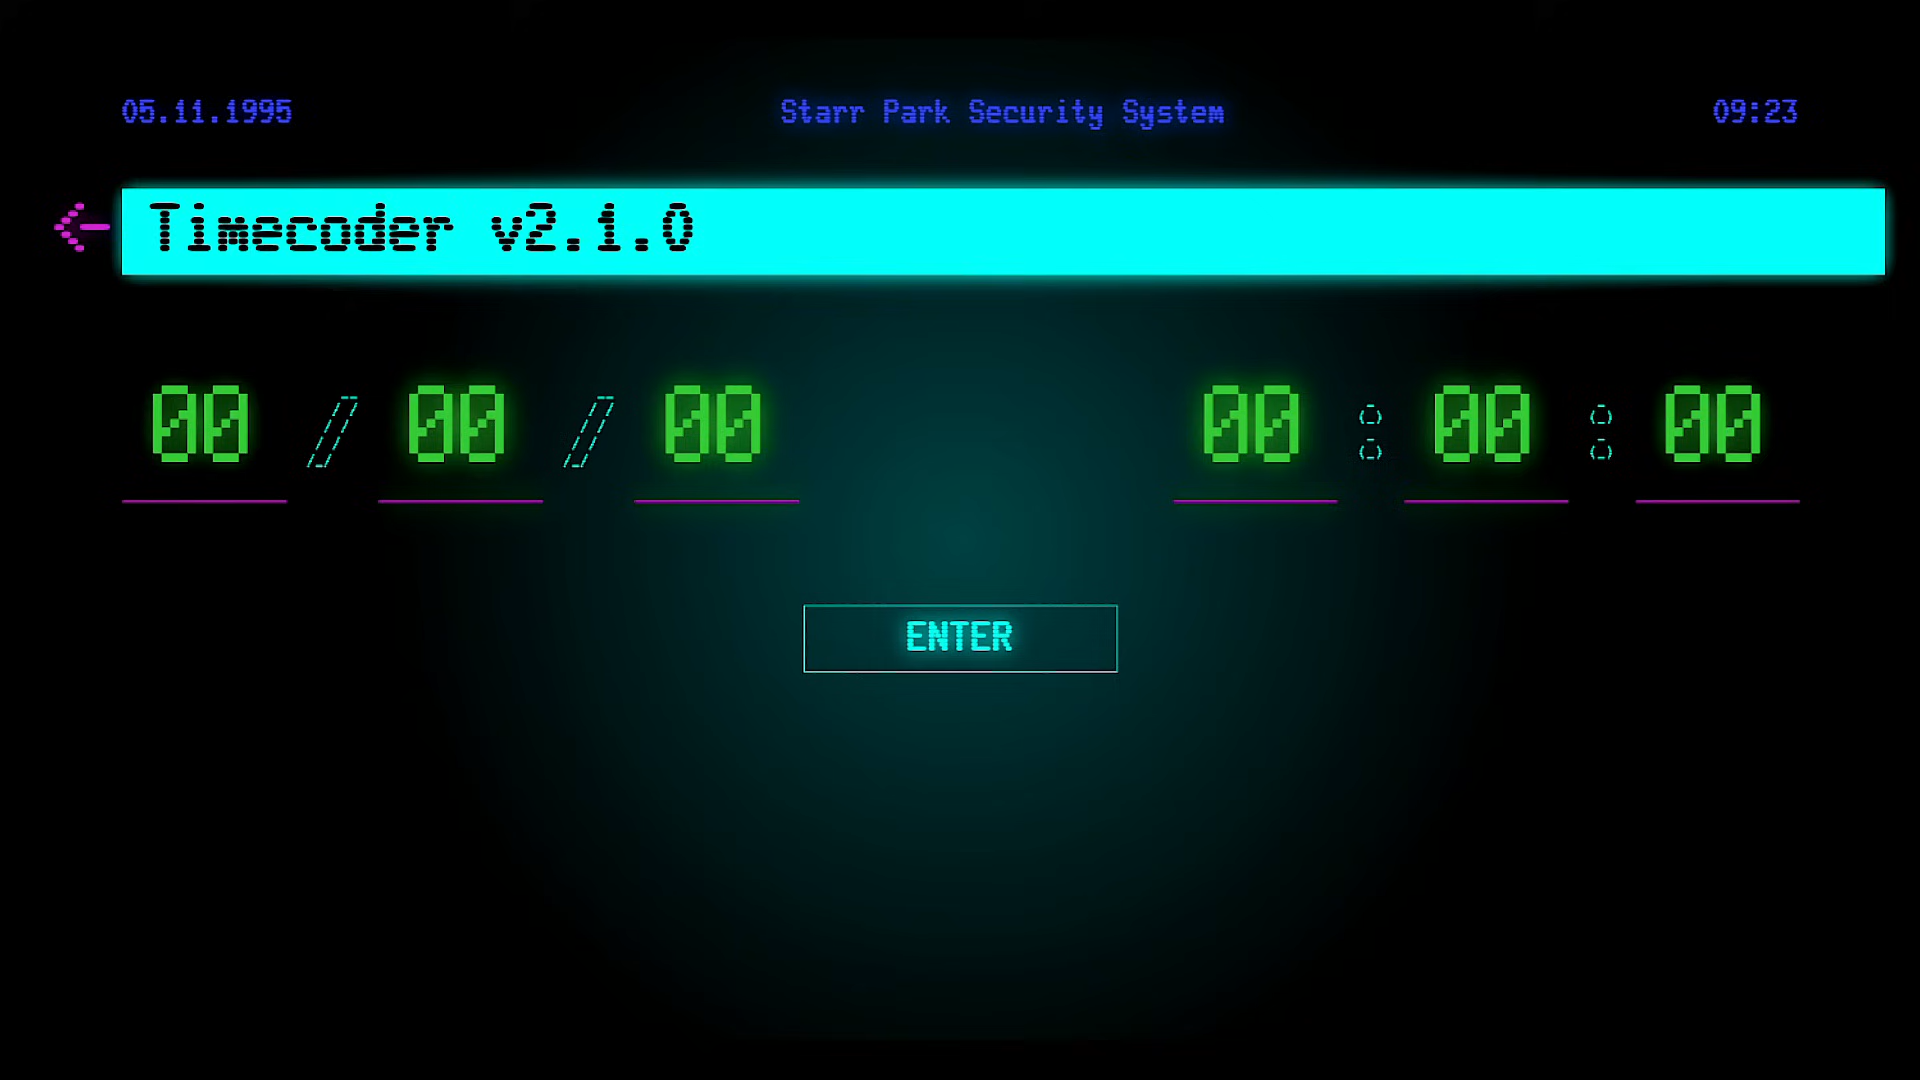 05.11.1995 Starr Park Security System 09:23
← Timecoder v2.1.0
00 // 00 // 00 00 : 00 : 00
ENTER